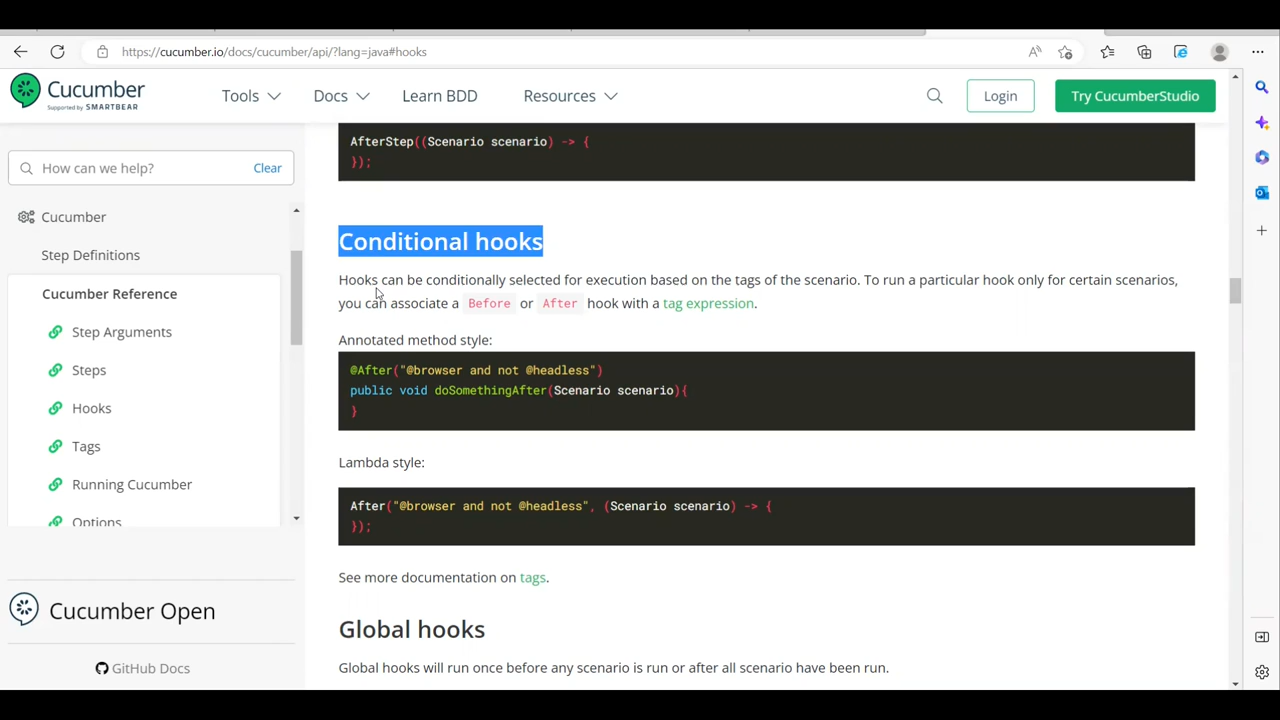 https://cucumber.io/docs/cucumber/api/?lang=java#hooks
Cucumber
Supported by SMARTBEAR
Tools
Docs
Learn BDD
Resources
Login
Try CucumberStudio
How can we help?
Clear
Cucumber
Step Definitions
Cucumber Reference
Step Arguments
Steps
Hooks
Tags
Running Cucumber
Options
Cucumber Open
GitHub Docs
AfterStep((Scenario scenario) -> {
});
Conditional hooks
Hooks can be conditionally selected for execution based on the tags of the scenario. To run a particular hook only for certain scenarios,
you can associate a Before or After hook with a tag expression.
Annotated method style:
@After("@browser and not @headless")
public void doSomethingAfter(Scenario scenario){
}
Lambda style:
After("@browser and not @headless", (Scenario scenario) -> {
});
See more documentation on tags.
Global hooks
Global hooks will run once before any scenario is run or after all scenario have been run.